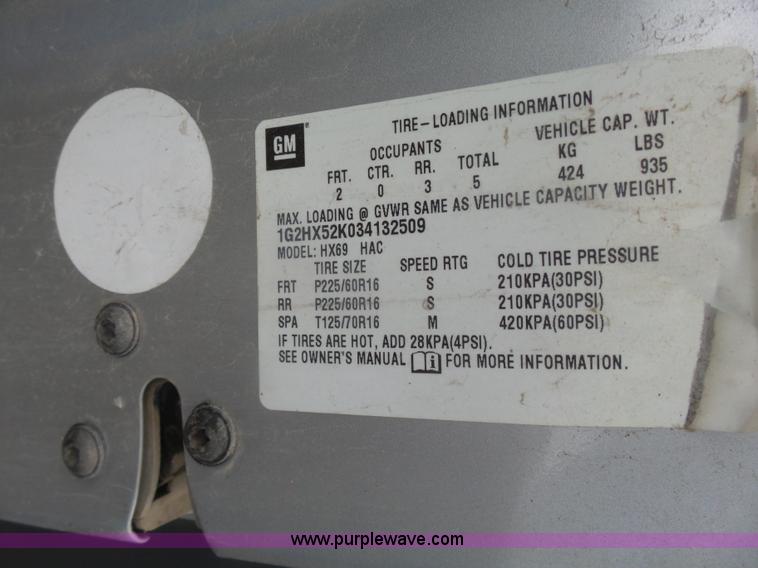 GM
TIRE-LOADING INFORMATION
OCCUPANTS VEHICLE CAP. WT.
FRT. CTR. RR. TOTAL KG LBS
2 0 3 5 424 935
MAX. LOADING @ GVWR SAME AS VEHICLE CAPACITY WEIGHT.
1G2HX52K034132509
MODEL: HX69 HAC
TIRE SIZE SPEED RTG COLD TIRE PRESSURE
FRT P225/60R16 S 210KPA(30PSI)
RR P225/60R16 S 210KPA(30PSI)
SPA T125/70R16 M 420KPA(60PSI)
IF TIRES ARE HOT, ADD 28KPA(4PSI).
SEE OWNER'S MANUAL FOR MORE INFORMATION.
www.purplewave.com